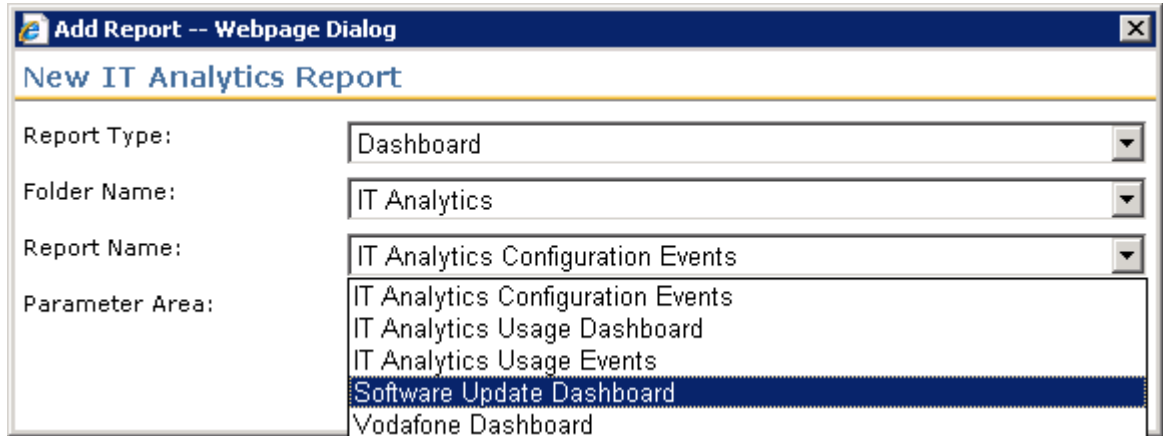 Add Report -- Webpage Dialog
New IT Analytics Report
Report Type:
Dashboard
Folder Name:
IT Analytics
Report Name:
IT Analytics Configuration Events
Parameter Area:
IT Analytics Configuration Events
IT Analytics Usage Dashboard
IT Analytics Usage Events
Software Update Dashboard
Vodafone Dashboard